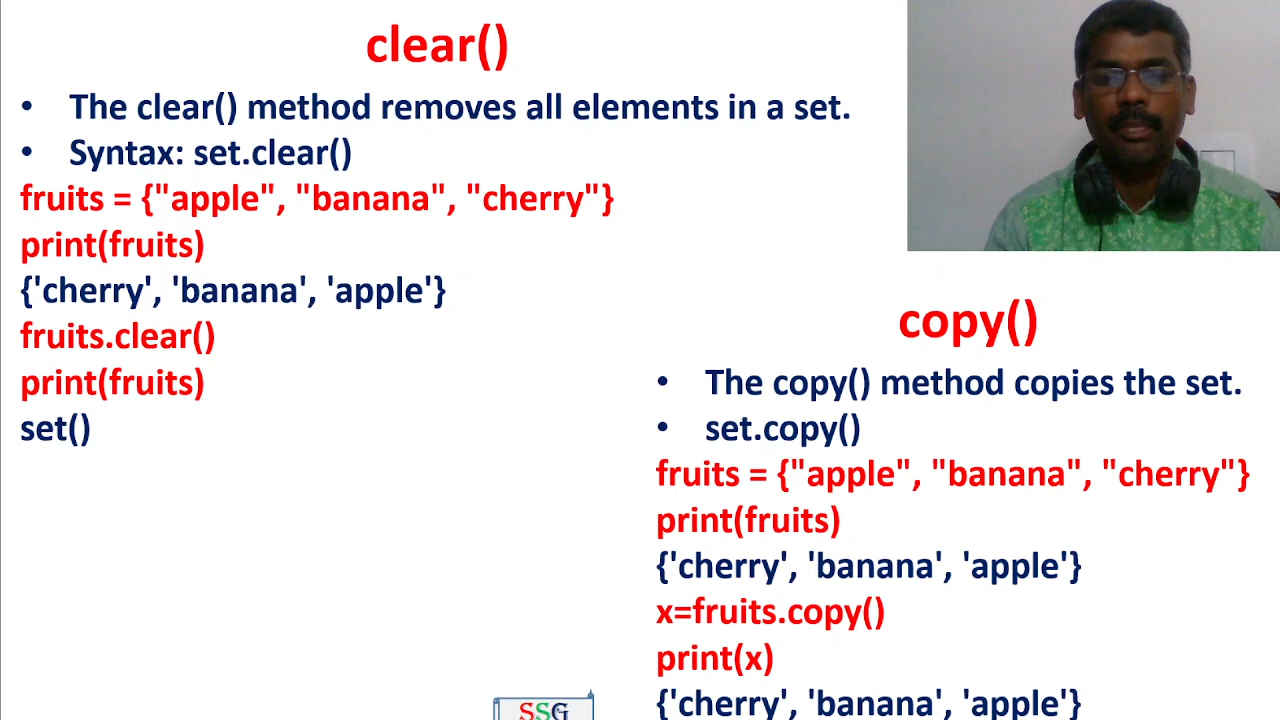 clear()
• The clear() method removes all elements in a set.
• Syntax: set.clear()
fruits = {"apple", "banana", "cherry"}
print(fruits)
{'cherry', 'banana', 'apple'}
fruits.clear()
print(fruits)
set()
copy()
• The copy() method copies the set.
• set.copy()
fruits = {"apple", "banana", "cherry"}
print(fruits)
{'cherry', 'banana', 'apple'}
x=fruits.copy()
print(x)
{'cherry', 'banana', 'apple'}
SSG